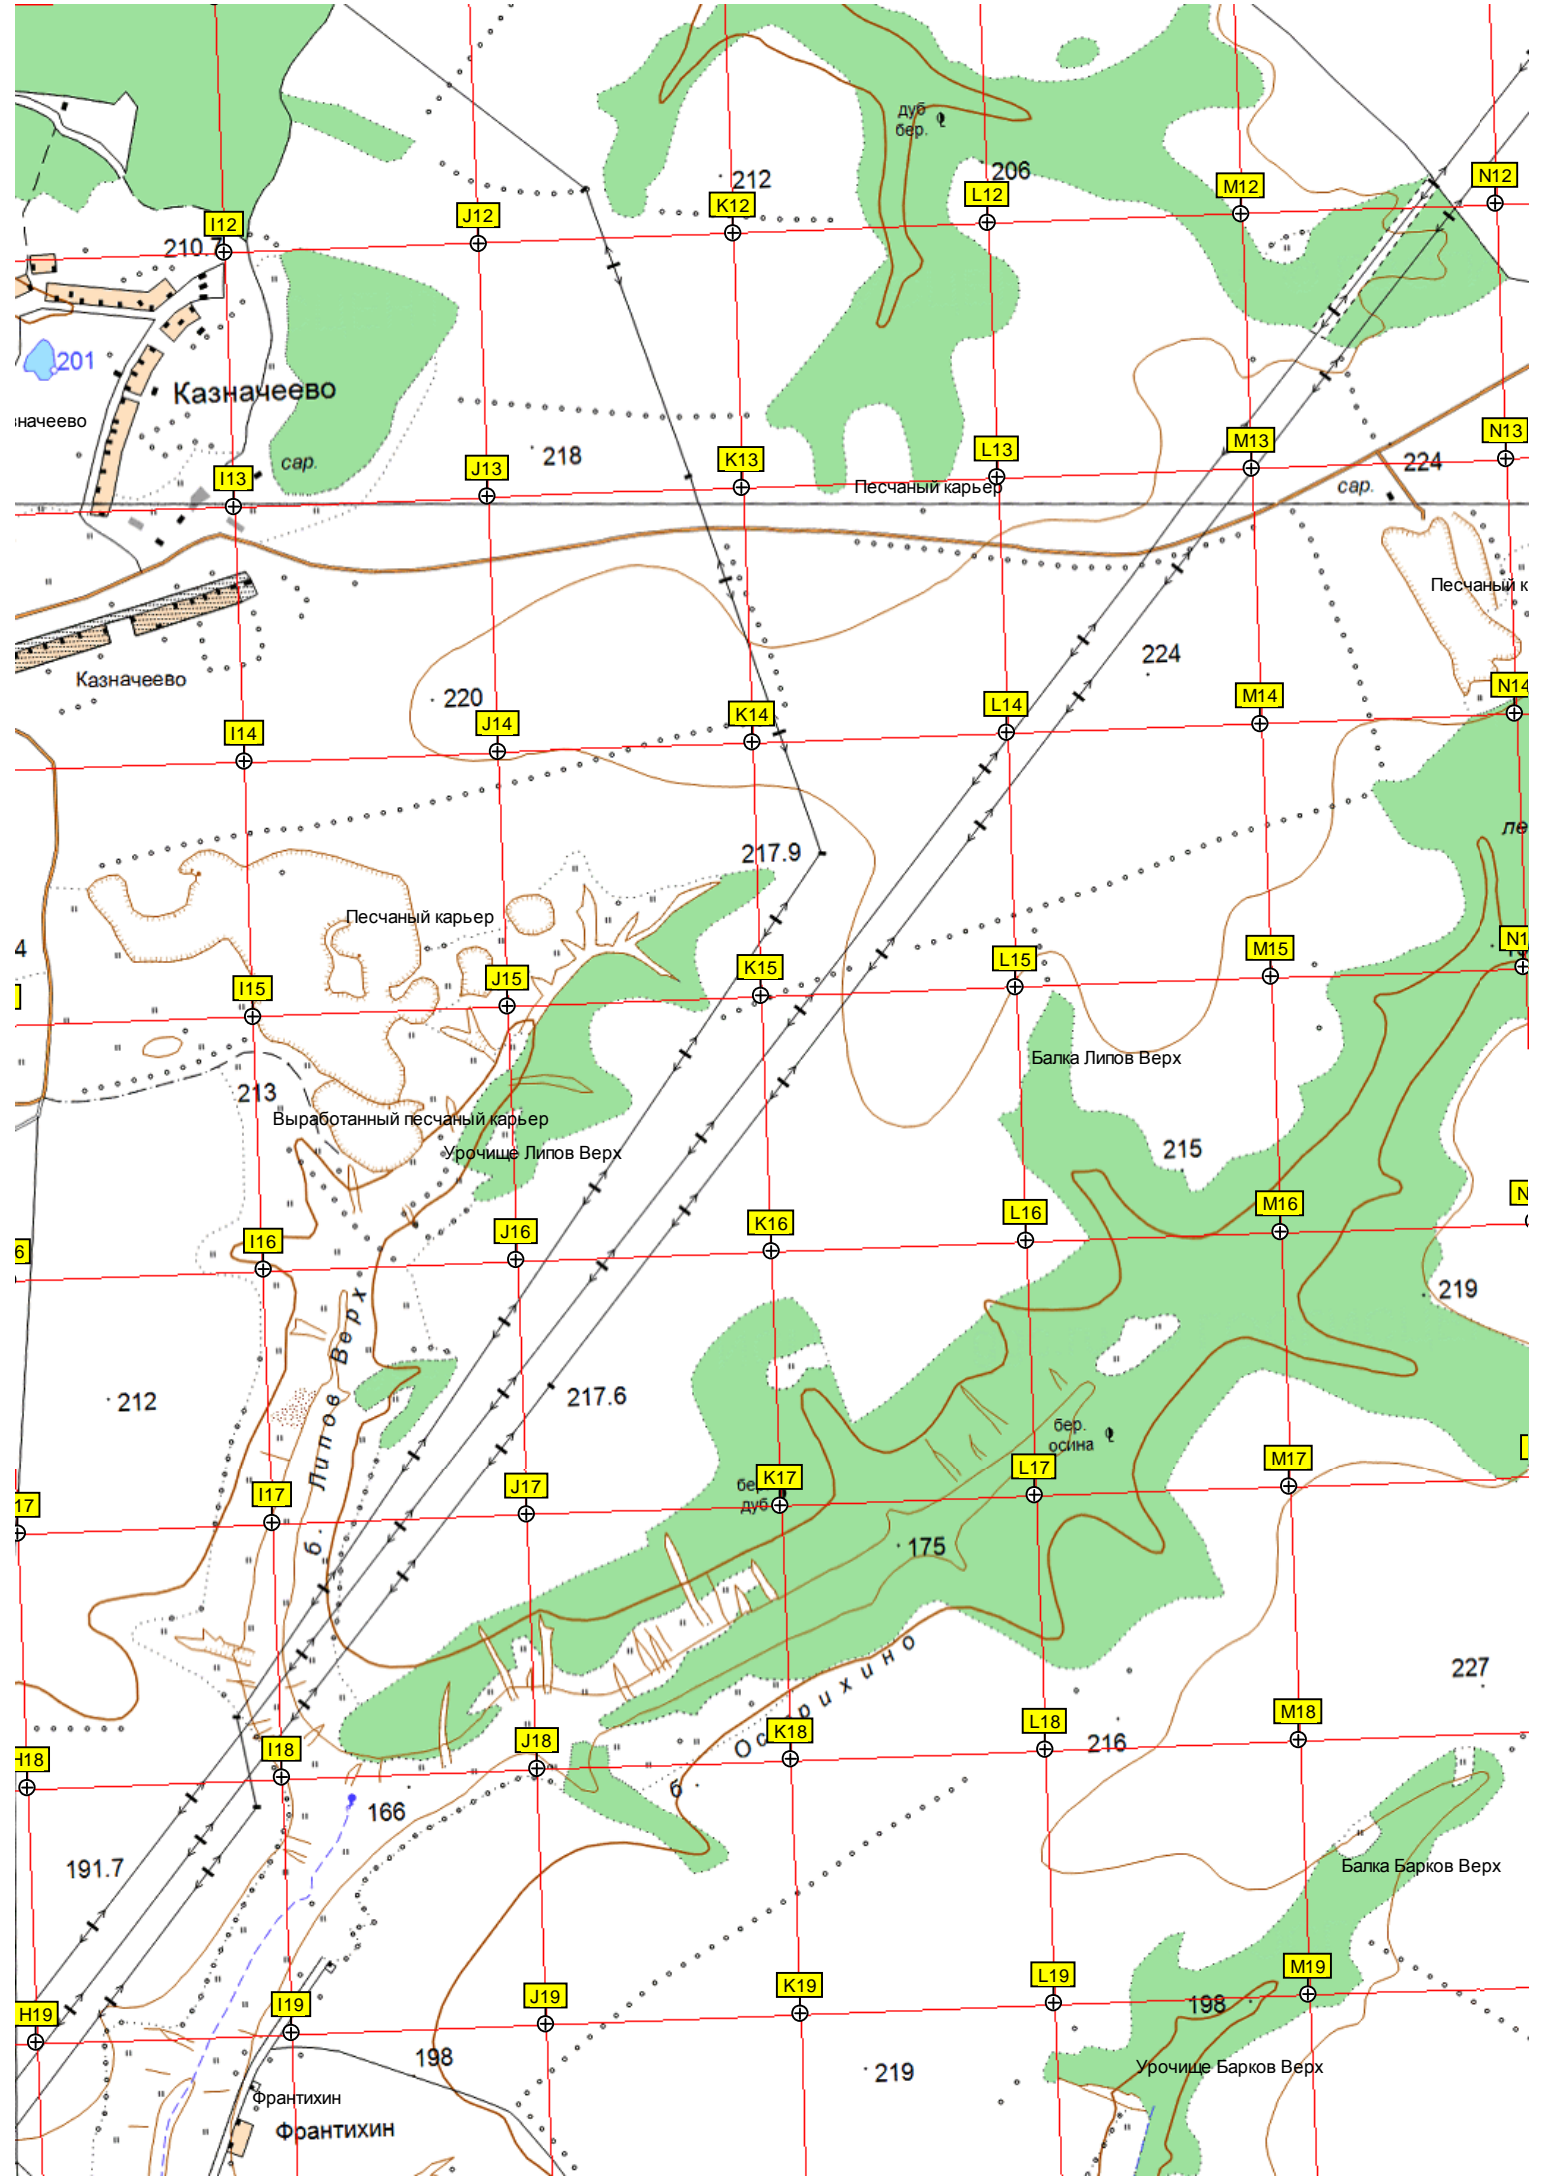 дуб
бер.
212
206
I12
J12
K12
L12
M12
N12
210.7
201
Казначеево
сар.
218
I13
J13
K13
L13
M13
N13
Песчаный карьер
224
сар.
Казначеево
220
224
I14
J14
K14
L14
M14
N14
217.9
Песчаный карьер
4
I15
J15
K15
L15
M15
213
Выработанный песчаный карьер
Урочище Липов Верх
Балка Липов Верх
215
I16
J16
K16
L16
M16
219
212
б. Липов Верх
217.6
бер.
осина
дуб
I17
J17
K17
L17
M17
175
227
б. Осторихино
216
H18
I18
J18
K18
L18
M18
166
191.7
Балка Барков Верх
H19
I19
J19
K19
L19
M19
198
198
219
Урочище Барков Верх
Франтихин
Франтихин